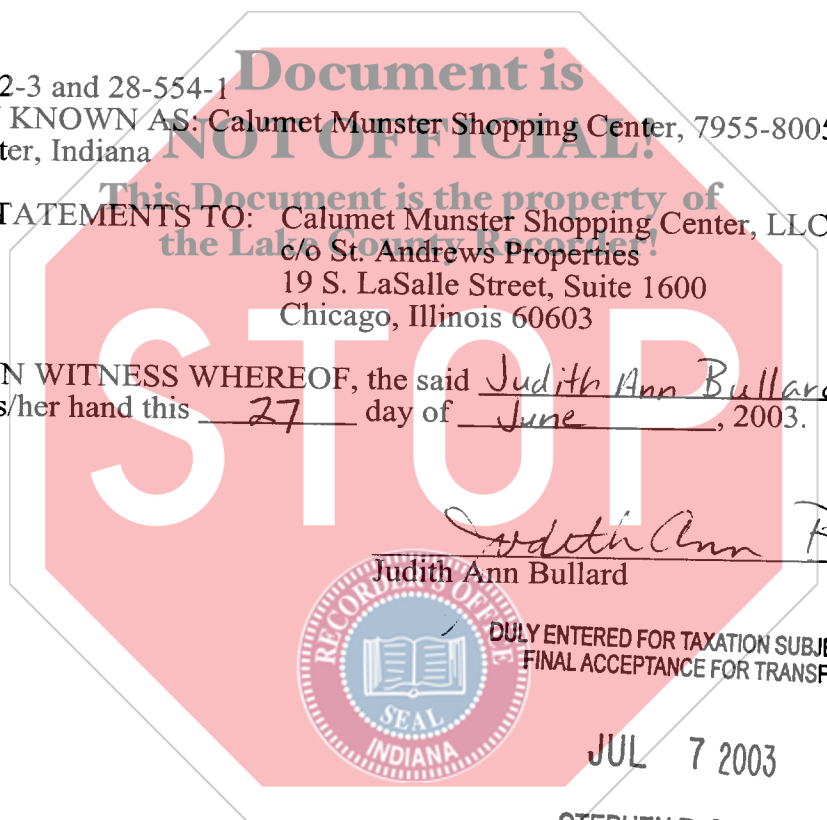 Document is
2-3 and 28-554-1
KNOWN AS: Calumet Munster Shopping Center, 7955-8005
NOT OFFICIAL!
ter, Indiana
This Document is the property of
TATEMENTS TO: Calumet Munster Shopping Center, LLC
the Lake County Recorder!
c/o St. Andrews Properties
19 S. LaSalle Street, Suite 1600
Chicago, Illinois 60603
STOP
N WITNESS WHEREOF, the said Judith Ann Bullard
s/her hand this 27 day of June, 2003.
Judith Ann B
Judith Ann Bullard
RECORDER'S OFFICE
SEAL
INDIANA
DULY ENTERED FOR TAXATION SUBJE
FINAL ACCEPTANCE FOR TRANSF
JUL 7 2003